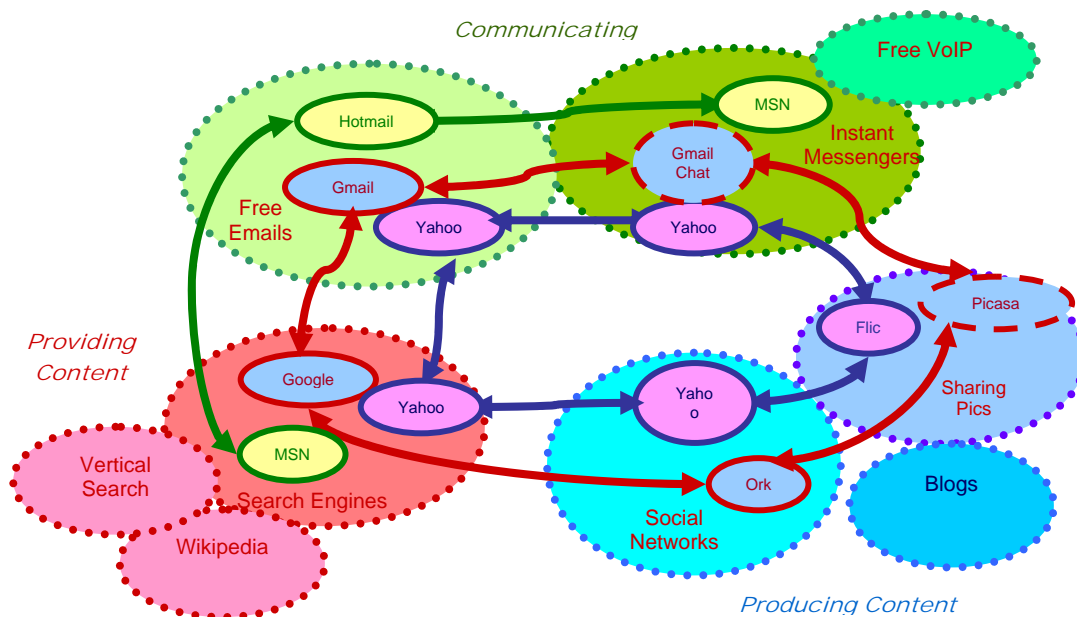 Communicating
Free VoIP
Hotmail
MSN
Instant
Messengers
Gmail
Chat
Gmail
Free
Emails
Yahoo
Yahoo
Picasa
Flic
Providing
Content
Google
Yahoo
Yaho
o
Sharing
Pics
MSN
Vertical
Search
Search Engines
Ork
Blogs
Social
Networks
Wikipedia
Producing Content